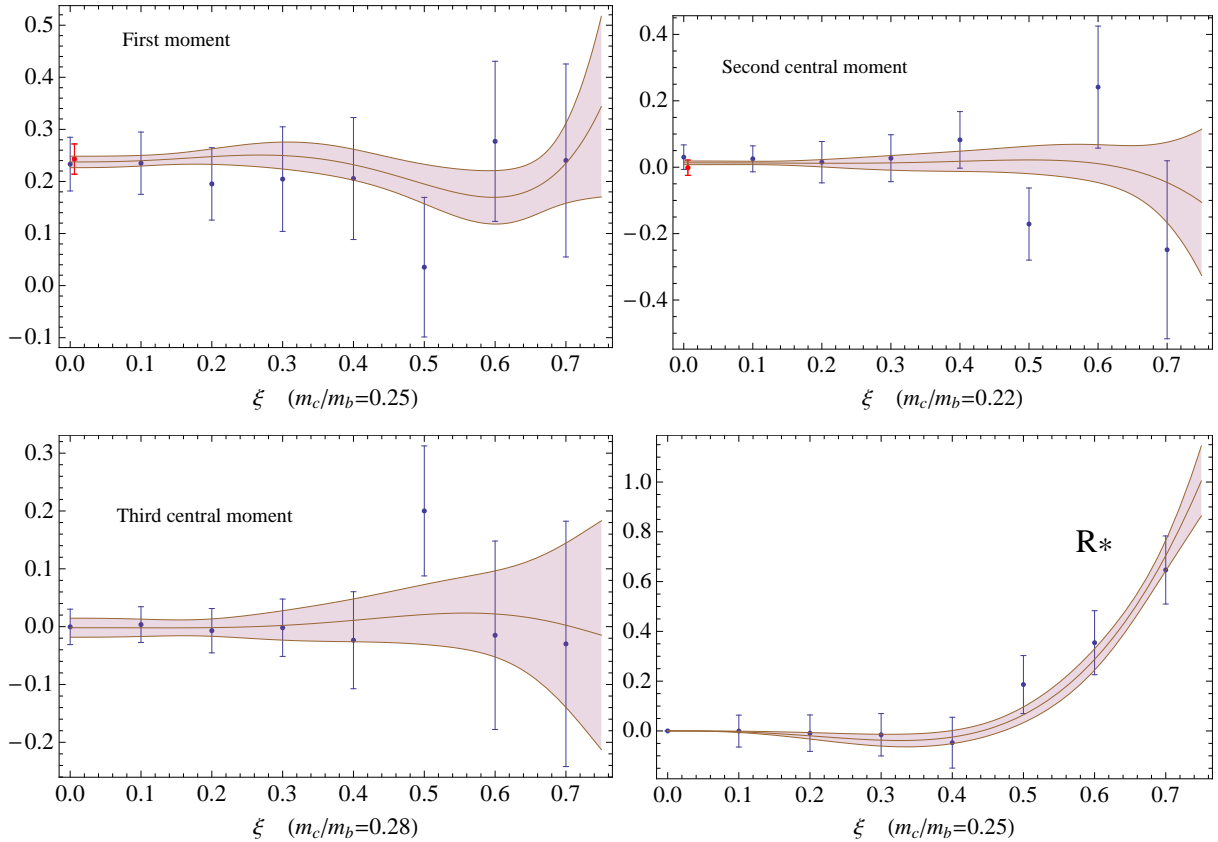 First moment
0.5
0.4
0.3
0.2
0.1
0.0
−0.1
0.0 0.1 0.2 0.3 0.4 0.5 0.6 0.7
ξ (m_c/m_b=0.25)
Second central moment
0.4
0.2
0.0
−0.2
−0.4
0.0 0.1 0.2 0.3 0.4 0.5 0.6 0.7
ξ (m_c/m_b=0.22)
Third central moment
0.3
0.2
0.1
0.0
−0.1
−0.2
0.0 0.1 0.2 0.3 0.4 0.5 0.6 0.7
ξ (m_c/m_b=0.28)
R*
1.0
0.8
0.6
0.4
0.2
0.0
0.0 0.1 0.2 0.3 0.4 0.5 0.6 0.7
ξ (m_c/m_b=0.25)